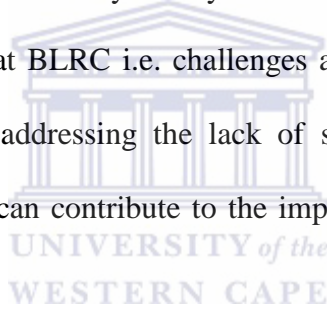 at BLRC i.e. challenges a
addressing the lack of s
can contribute to the imp
UNIVERSITY of the
WESTERN CAPE